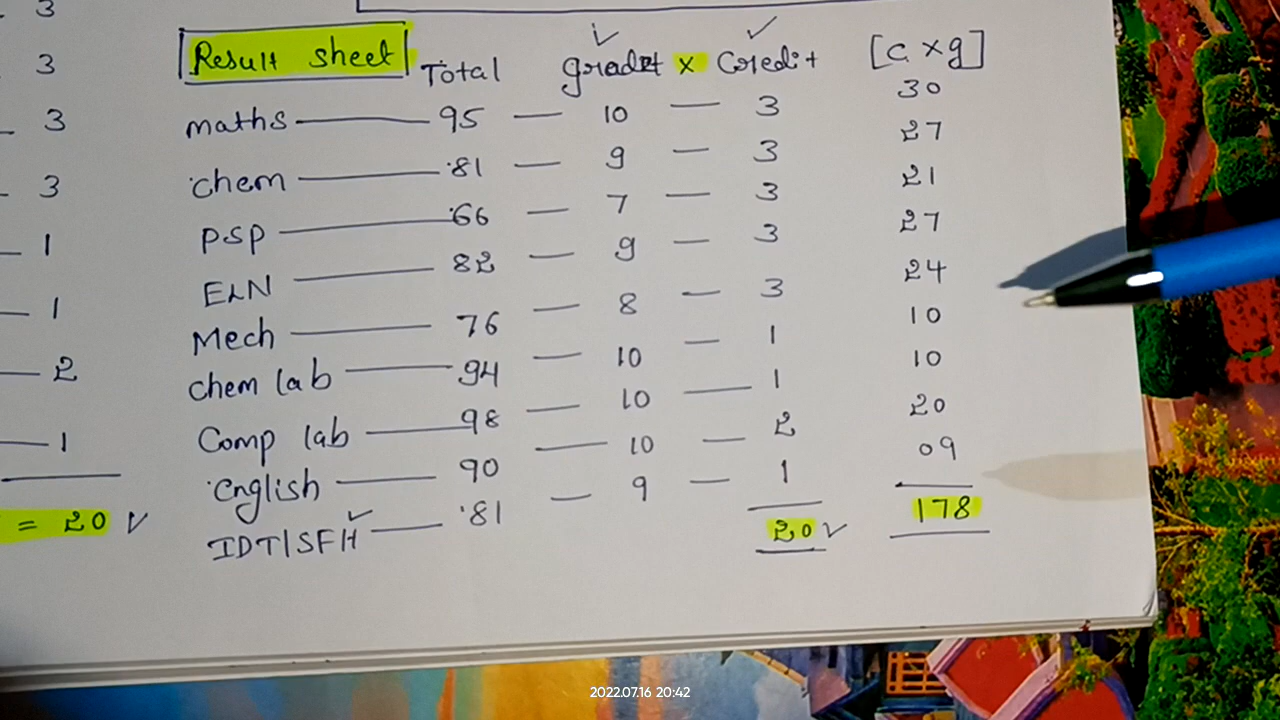 3
3
3
3
1
1
2
1
= 20 ✓
Result sheet Total grade x Credit [c x g]
maths — 95 — 10 — 3 30
chem — 81 — 9 — 3 27
PSP — 66 — 7 — 3 21
ELN — 82 — 9 — 3 27
Mech — 76 — 8 — 3 24
chem lab — 94 — 10 — 1 10
Comp lab — 98 — 10 — 1 10
English — 90 — 10 — 2 20
IDT/SFH ✓ — 81 — 9 — 1 09
20 ✓ 178
2022.07.16 20:42